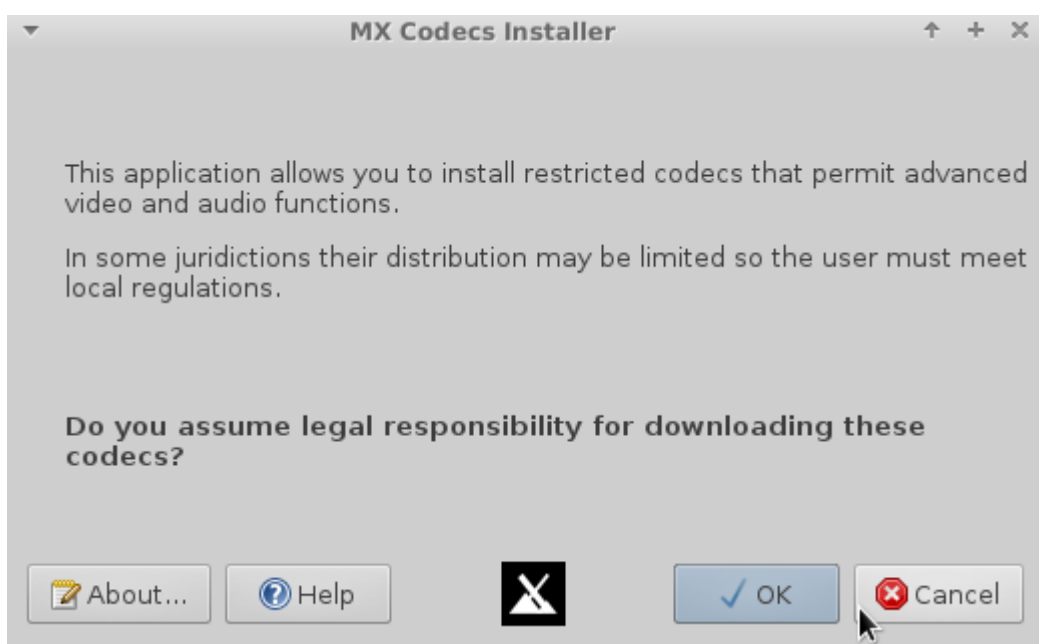 MX Codecs Installer
This application allows you to install restricted codecs that permit advanced
video and audio functions.
In some juridictions their distribution may be limited so the user must meet
local regulations.
Do you assume legal responsibility for downloading these
codecs?
About... Help OK Cancel